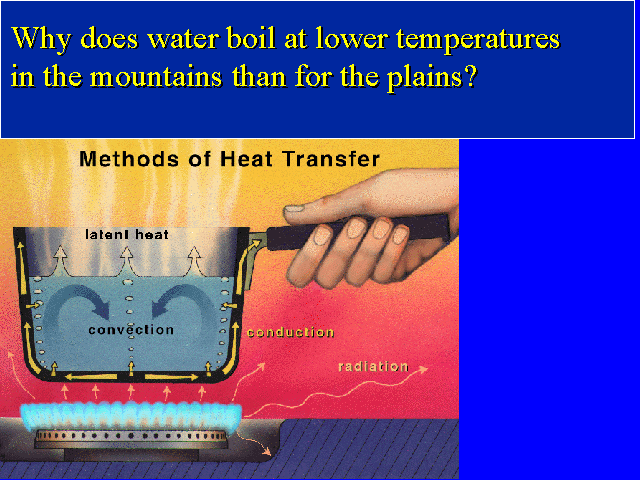 Why does water boil at lower temperatures
in the mountains than for the plains?
Methods of Heat Transfer
latent heat
convection
conduction
radiation